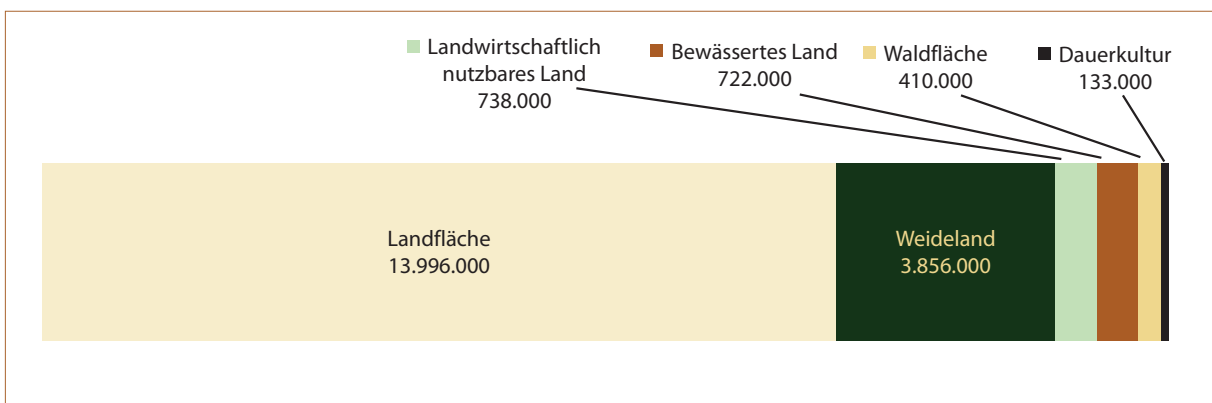 Landwirtschaftlich
nutzbares Land
738.000
Bewässertes Land
722.000
Waldfläche
410.000
Dauerkultur
133.000
Landfläche
13.996.000
Weideland
3.856.000